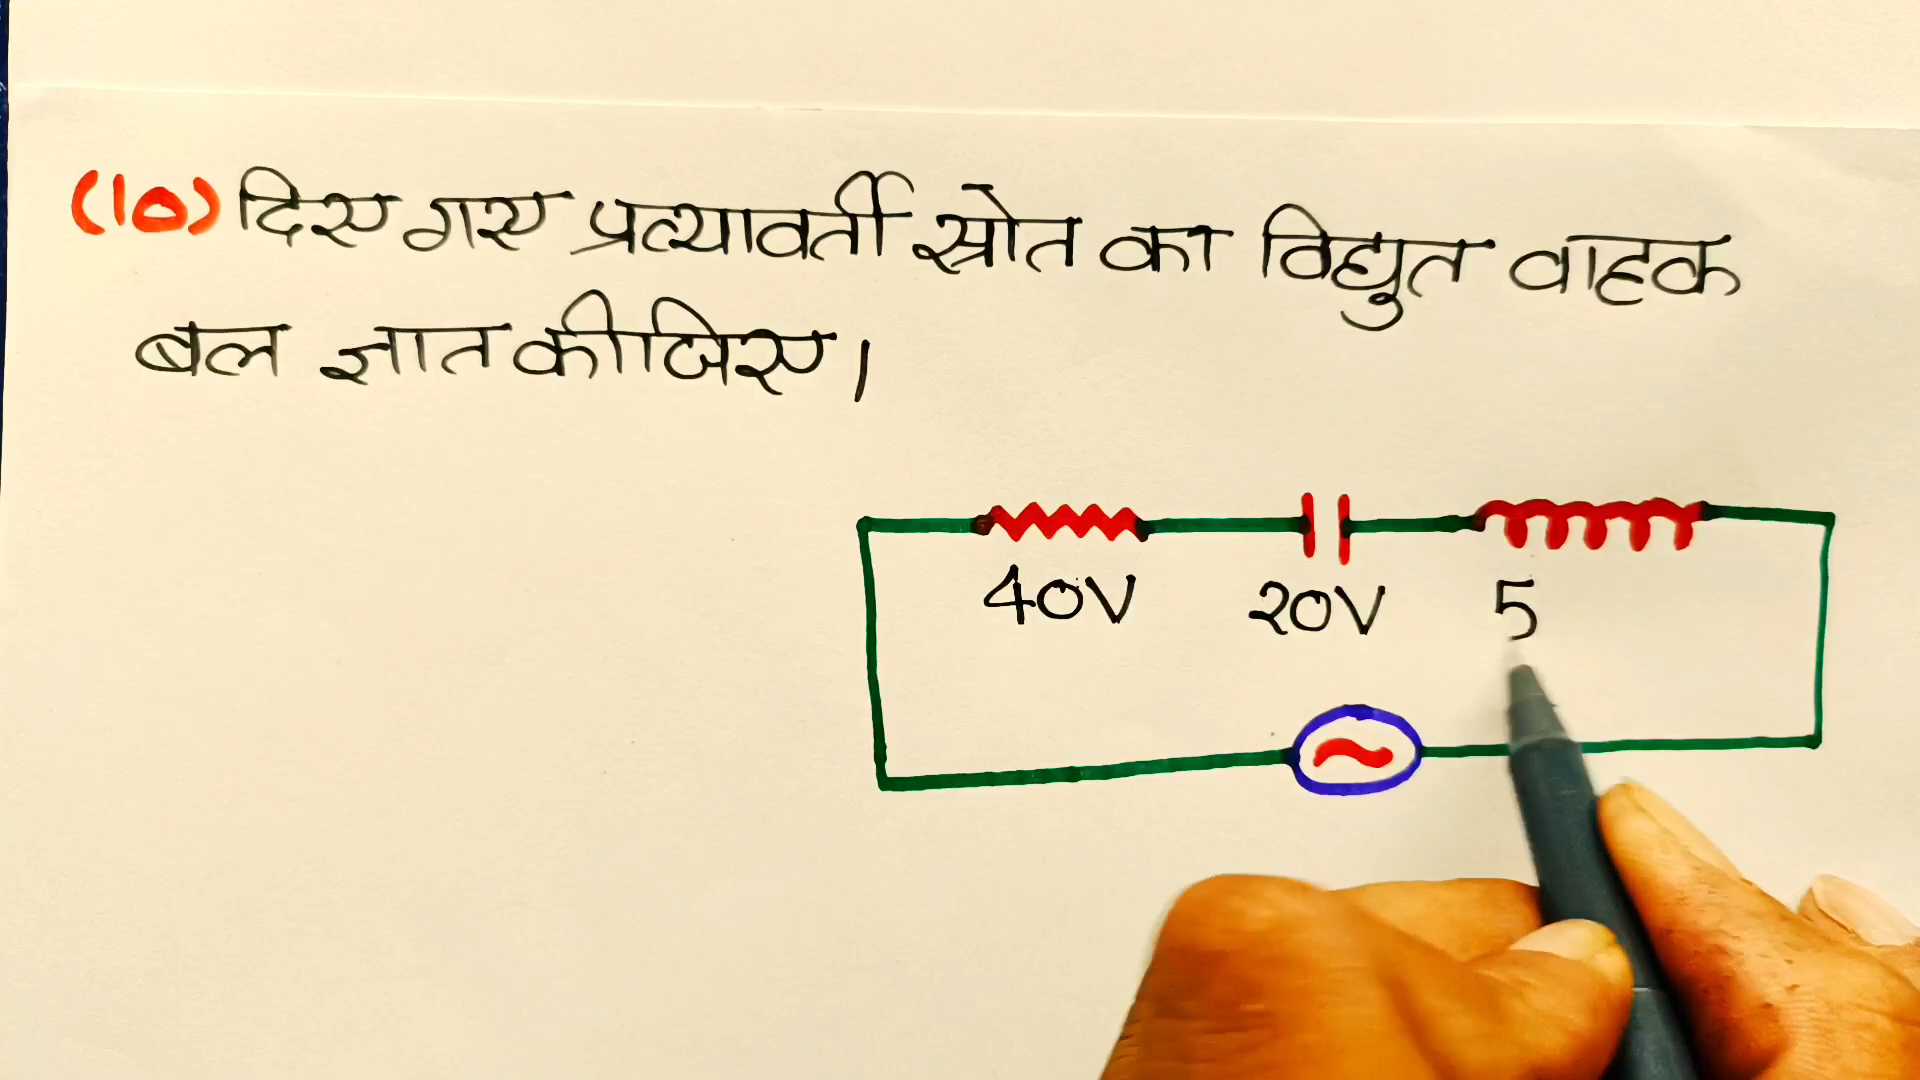 (10) दिए गए प्रत्यावर्ती स्रोत का विद्युत वाहक
बल ज्ञात कीजिए।
40V 20V 5